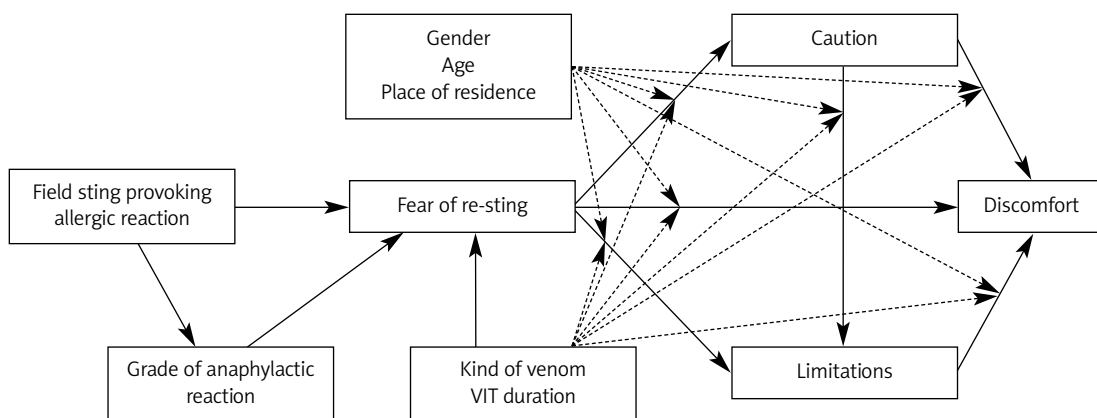 Gender
Age
Place of residence
Caution
Field sting provoking
allergic reaction
Fear of re-sting
Discomfort
Grade of anaphylactic
reaction
Kind of venom
VIT duration
Limitations